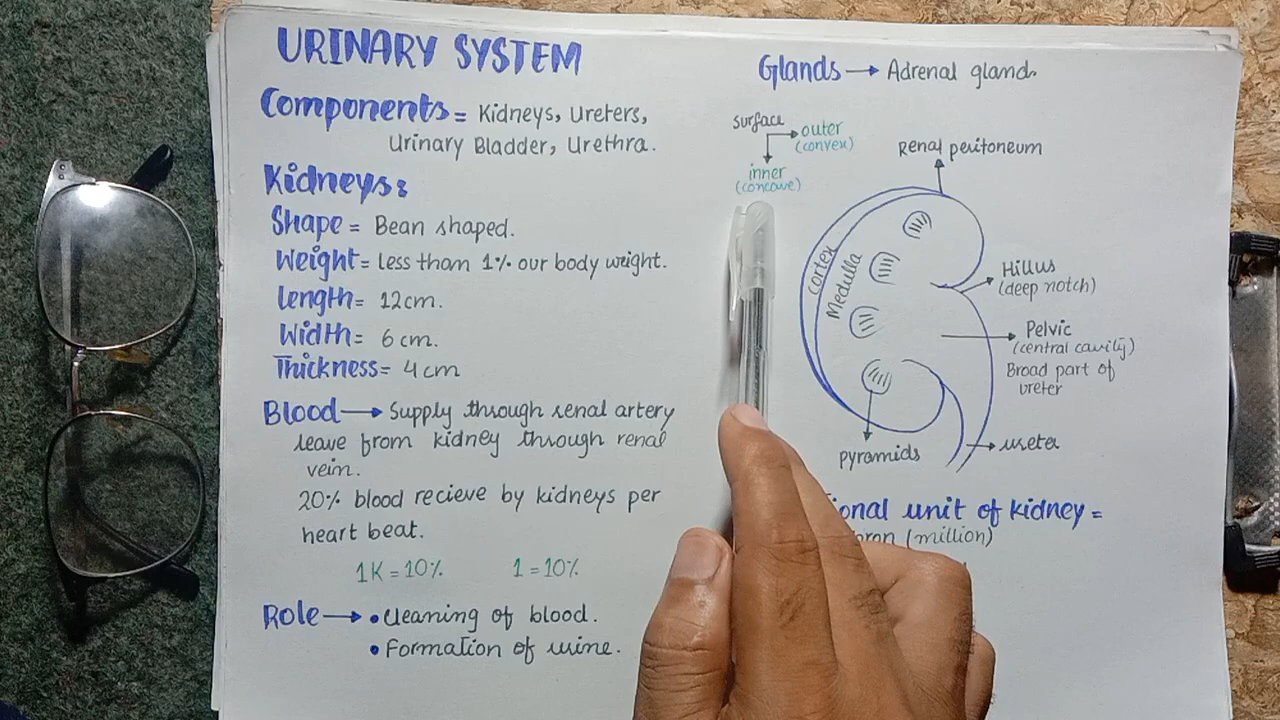 URINARY SYSTEM
Components = Kidneys, Ureters,
Urinary Bladder, Urethra.
Kidneys:
Shape = Bean shaped.
Weight = less than 1% our body weight.
Length = 12cm.
Width = 6 cm.
Thickness = 4 cm
Blood → Supply through renal artery
leave from kidney through renal
vein.
20% blood recieve by kidneys per
heart beat.
1K = 10% 1 = 10%
Role → • Cleaning of blood.
• Formation of urine.
Glands → Adrenal gland.
surface
outer
(convex)
inner
(concave)
Renal peritoneum
cortex
Medulla
Hillus
(deep notch)
Pelvic
(central cavity)
Broad part of
ureter
ureter
pyramids
ional unit of kidney =
(million)